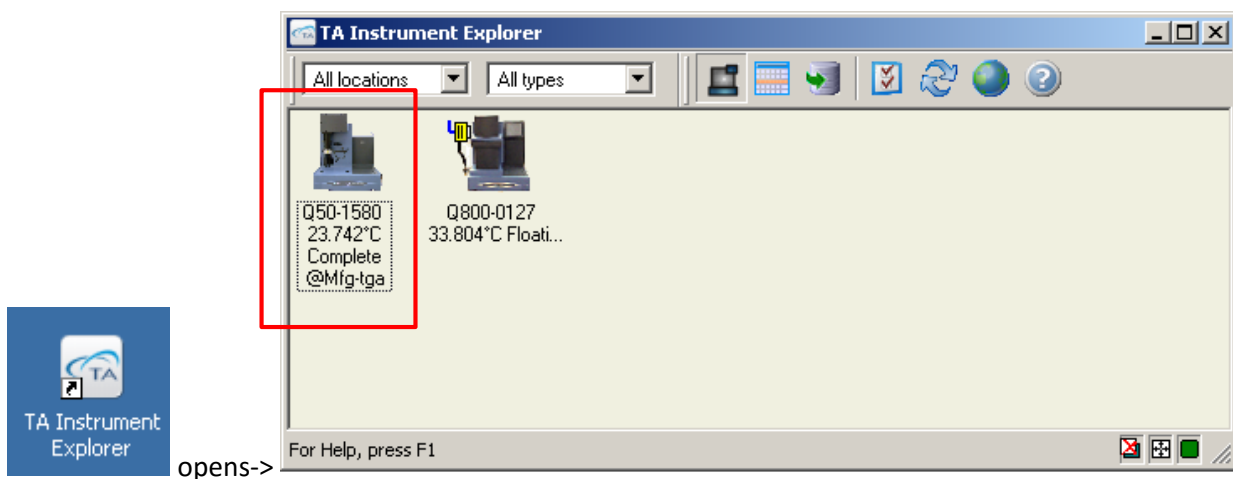 TA Instrument Explorer
All locations
All types
Q50-1580
23.742°C
Complete
@Mfg-tga
Q800-0127
33.804°C Floati...
For Help, press F1
TA
TA Instrument
Explorer
opens->